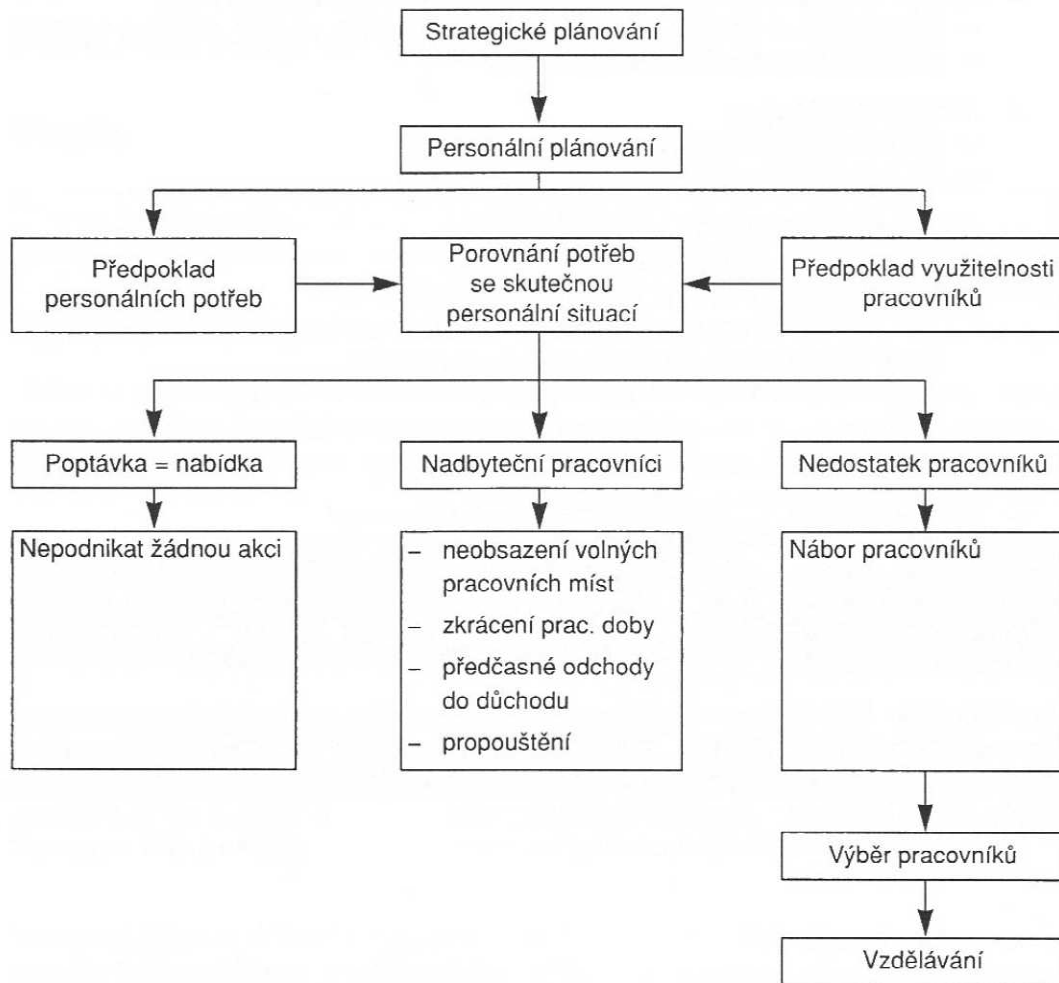 Strategické plánování
Personální plánování
Předpoklad
personálních potřeb
Porovnání potřeb
se skutečnou
personální situací
Předpoklad využitelnosti
pracovníků
Poptávka = nabídka
Nadbyteční pracovníci
Nedostatek pracovníků
Nepodnikat žádnou akci
– neobsazení volných
pracovních míst
– zkrácení prac. doby
– předčasné odchody
do důchodu
– propouštění
Nábor pracovníků
Výběr pracovníků
Vzdělávání